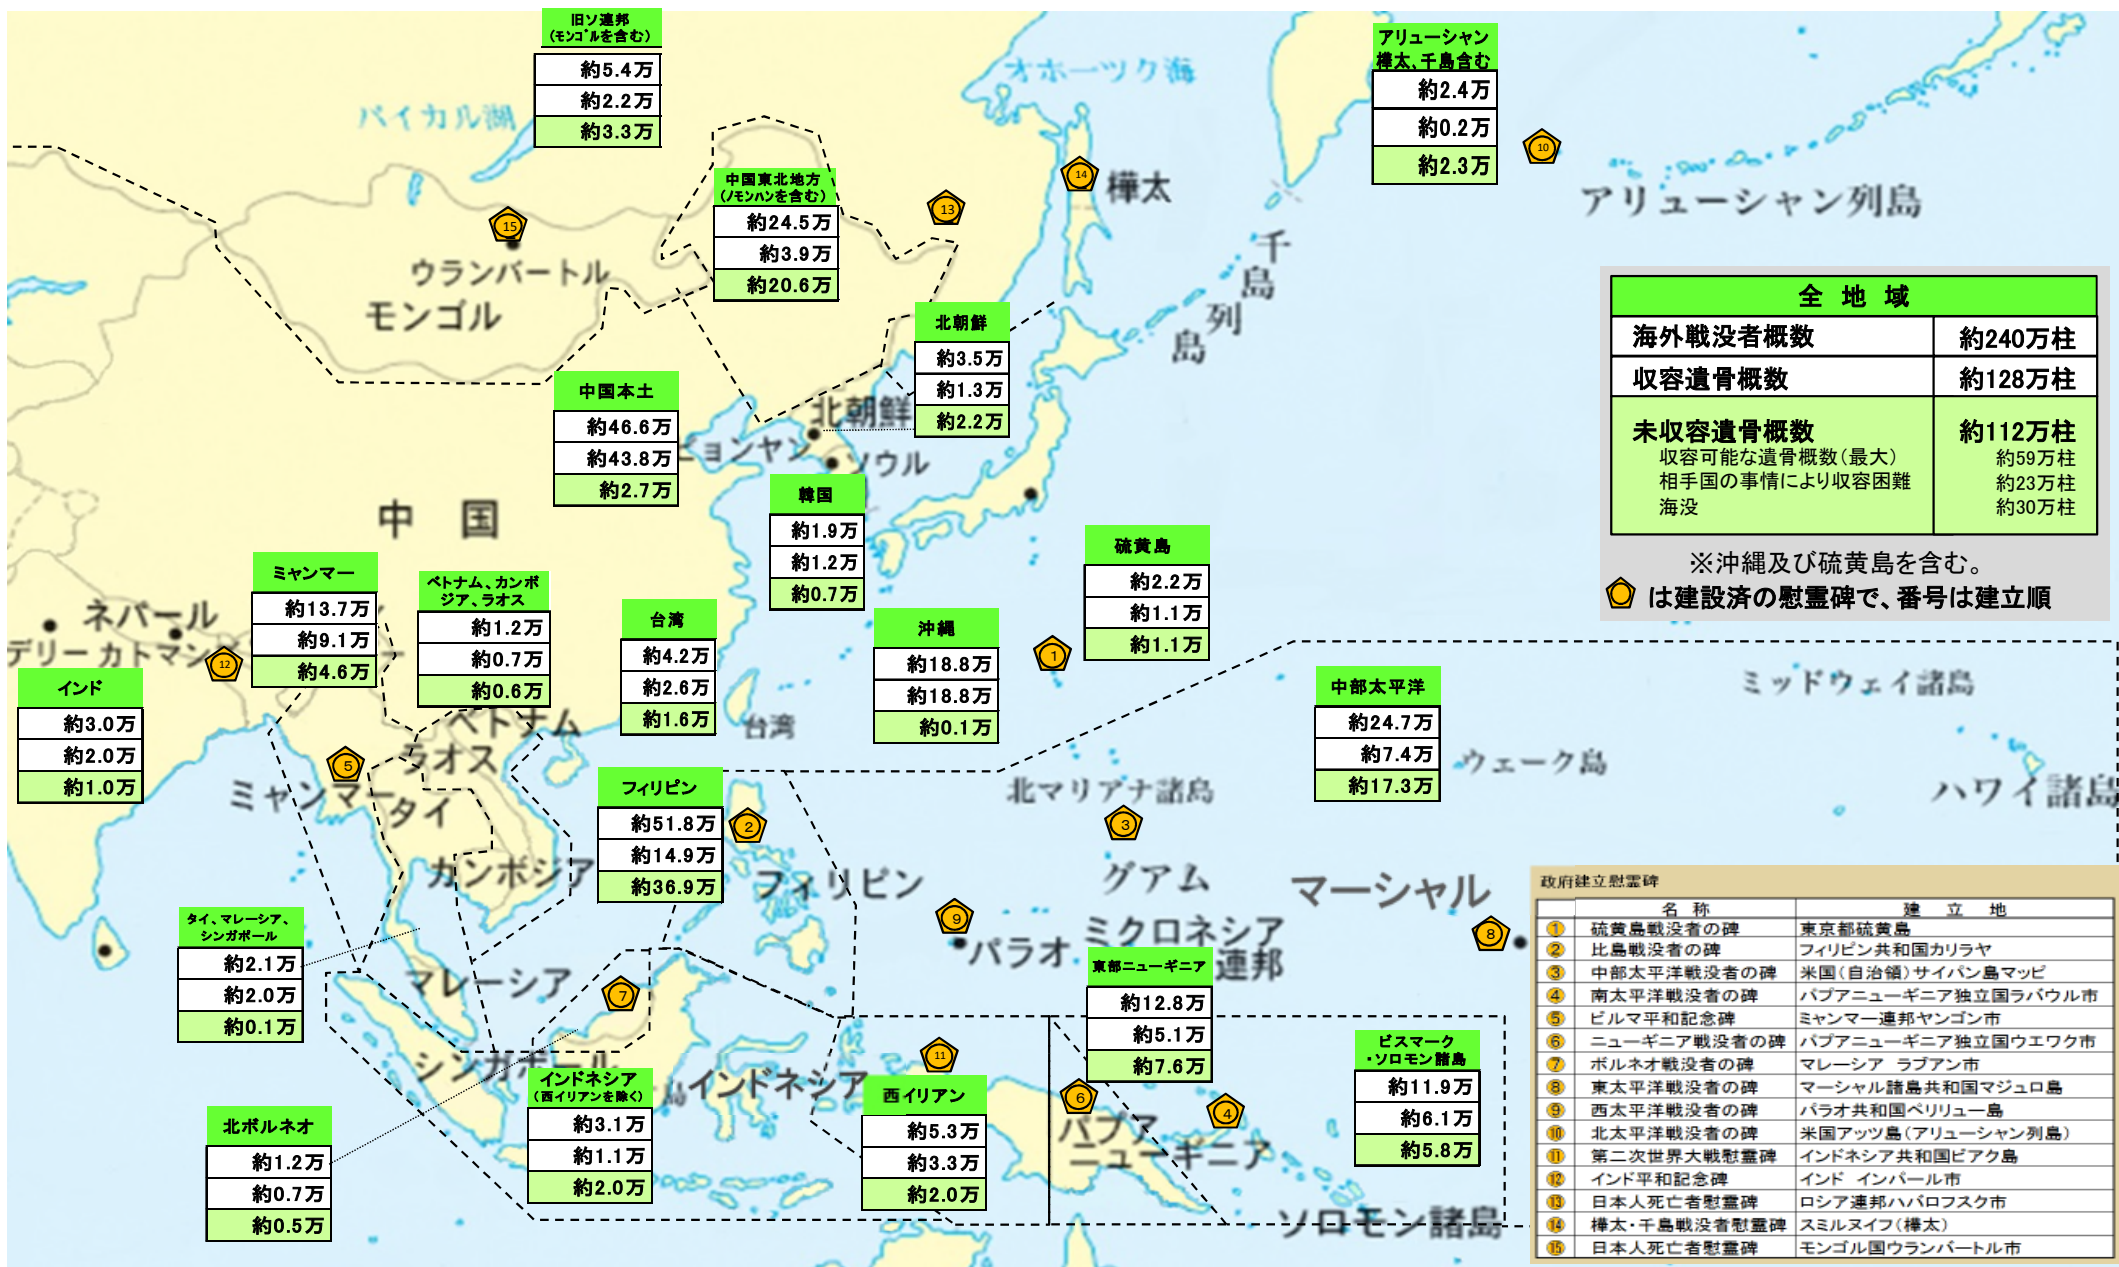 旧ソ連邦
(モンゴルを含む)
約5.4万
約2.2万
約3.3万
アリューシャン
樺太、千島含む
約2.4万
約0.2万
約2.3万
オホーツク海
バイカル湖
10
アリューシャン列島
中国東北地方
(ノモンハンを含む)
約24.5万
約3.9万
約20.6万
13
14
樺太
15
ウランバートル
モンゴル
千島列島
北朝鮮
約3.5万
約1.3万
約2.2万
全 地 域
海外戦没者概数 約240万柱
収容遺骨概数 約128万柱
未収容遺骨概数 約112万柱
収容可能な遺骨概数(最大) 約59万柱
相手国の事情により収容困難 約23万柱
海没 約30万柱
※沖縄及び硫黄島を含む。
は建設済の慰霊碑で、番号は建立順
中国本土
約46.6万
約43.8万
約2.7万
北朝鮮
ピョンヤン
ソウル
中 国
韓国
約1.9万
約1.2万
約0.7万
硫黄島
約2.2万
約1.1万
約1.1万
1
ミャンマー
約13.7万
約9.1万
約4.6万
ベトナム、カンボ
ジア、ラオス
約1.2万
約0.7万
約0.6万
台湾
約4.2万
約2.6万
約1.6万
沖縄
約18.8万
約18.8万
約0.1万
ネパール
デリー カトマン
12
インド
約3.0万
約2.0万
約1.0万
中部太平洋
約24.7万
約7.4万
約17.3万
ミッドウェイ諸島
ウェーク島
ハワイ諸島
台湾
ベトナム
ラオス
5
ミャンマー
タイ
カンボジア
フィリピン
約51.8万
約14.9万
約36.9万
2
フィリピン
北マリアナ諸島
3
グアム
マーシャル
8
9
パラオ
ミクロネシア
連邦
タイ、マレーシア、
シンガポール
約2.1万
約2.0万
約0.1万
マレーシア
7
シンガポール
東部ニューギニア
約12.8万
約5.1万
約7.6万
ビスマーク
・ソロモン諸島
約11.9万
約6.1万
約5.8万
北ボルネオ
約1.2万
約0.7万
約0.5万
インドネシア
(西イリアンを除く)
約3.1万
約1.1万
約2.0万
島
インドネシア
11
西イリアン
約5.3万
約3.3万
約2.0万
6
4
パプア
ニューギニア
ソロモン諸島
政府建立慰霊碑
名 称 建 立 地
① 硫黄島戦没者の碑 東京都硫黄島
② 比島戦没者の碑 フィリピン共和国カリラヤ
③ 中部太平洋戦没者の碑 米国(自治領)サイパン島マッピ
④ 南太平洋戦没者の碑 パプアニューギニア独立国ラバウル市
⑤ ビルマ平和記念碑 ミャンマー連邦ヤンゴン市
⑥ ニューギニア戦没者の碑 パプアニューギニア独立国ウエワク市
⑦ ボルネオ戦没者の碑 マレーシア ラブアン市
⑧ 東太平洋戦没者の碑 マーシャル諸島共和国マジュロ島
⑨ 西太平洋戦没者の碑 パラオ共和国ペリリュー島
⑩ 北太平洋戦没者の碑 米国アッツ島(アリューシャン列島)
⑪ 第二次世界大戦慰霊碑 インドネシア共和国ビアク島
⑫ インド平和記念碑 インド インパール市
⑬ 日本人死亡者慰霊碑 ロシア連邦ハバロフスク市
⑭ 樺太・千島戦没者慰霊碑 スミルヌイフ(樺太)
⑮ 日本人死亡者慰霊碑 モンゴル国ウランバートル市